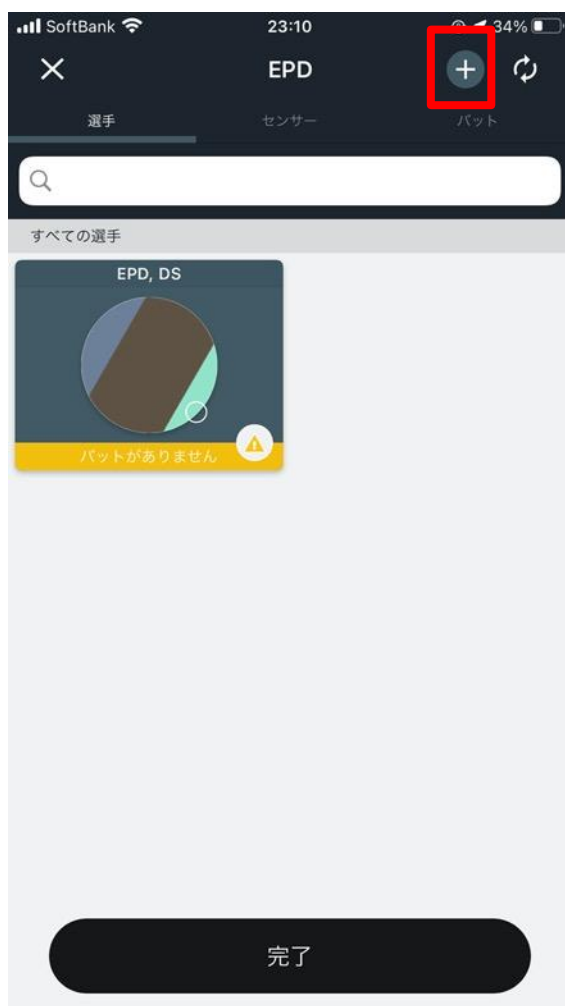 SoftBank 23:10 34%
EPD
選手 センサー バット
すべての選手
EPD, DS
バットがありません
完了